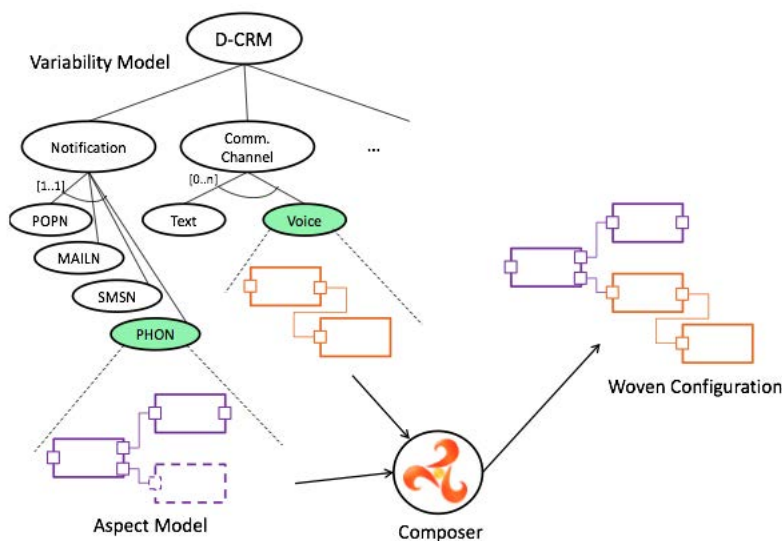 D-CRM
Variability Model
Notification
Comm.
Channel
...
[1..1]
[0..n]
POPN
Text
Voice
MAILN
SMSN
PHON
Woven Configuration
Aspect Model
Composer